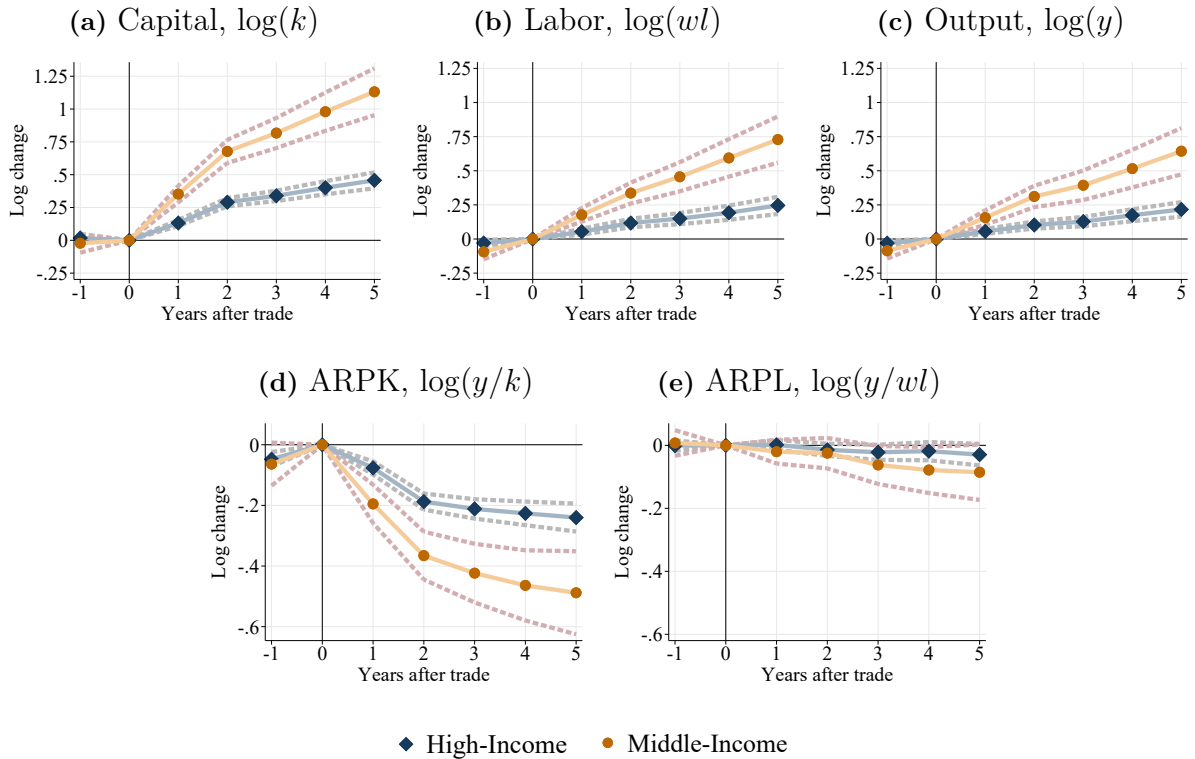 (a) Capital, log(k)
(b) Labor, log(wl)
(c) Output, log(y)
Log change
1.25
1
.75
.5
.25
0
-.25
-1 0 1 2 3 4 5
Years after trade
Log change
1.25
1
.75
.5
.25
0
-.25
-1 0 1 2 3 4 5
Years after trade
Log change
1.25
1
.75
.5
.25
0
-.25
-1 0 1 2 3 4 5
Years after trade
(d) ARPK, log(y/k)
(e) ARPL, log(y/wl)
Log change
0
-.2
-.4
-.6
-1 0 1 2 3 4 5
Years after trade
Log change
0
-.2
-.4
-.6
-1 0 1 2 3 4 5
Years after trade
High-Income
Middle-Income